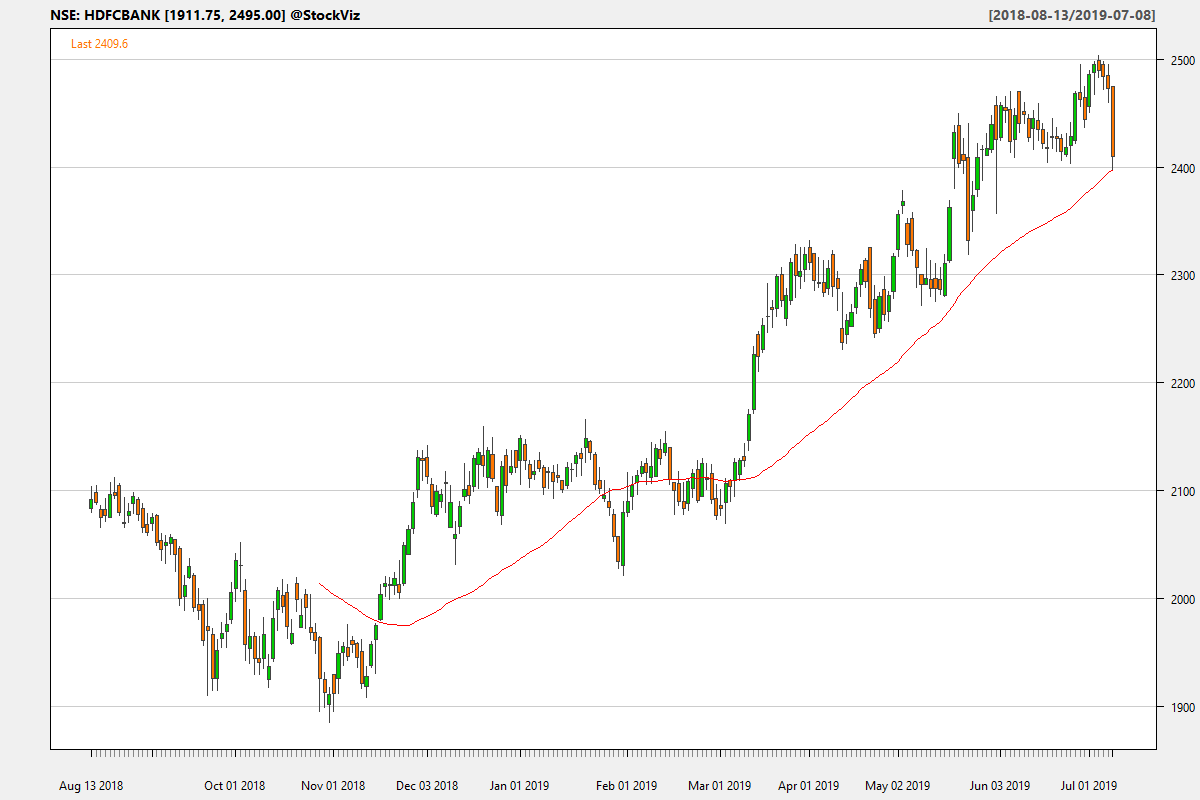 NSE: HDFCBANK [1911.75, 2495.00] @StockViz
[2018-08-13/2019-07-08]
Last 2409.6
2500
2400
2300
2200
2100
2000
1900
Aug 13 2018
Oct 01 2018
Nov 01 2018
Dec 03 2018
Jan 01 2019
Feb 01 2019
Mar 01 2019
Apr 01 2019
May 02 2019
Jun 03 2019
Jul 01 2019